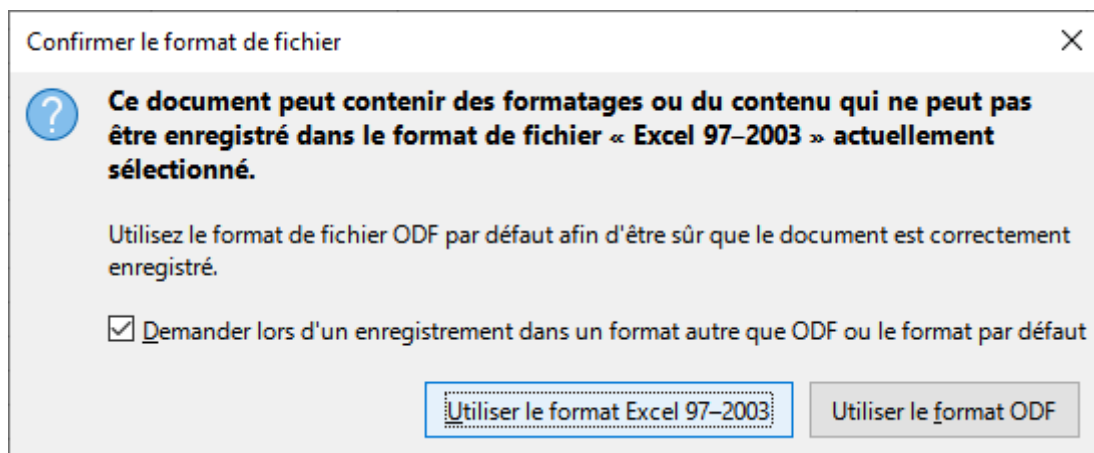 Confirmer le format de fichier
Ce document peut contenir des formatages ou du contenu qui ne peut pas
être enregistré dans le format de fichier « Excel 97–2003 » actuellement
sélectionné.
Utilisez le format de fichier ODF par défaut afin d'être sûr que le document est correctement
enregistré.
Demander lors d'un enregistrement dans un format autre que ODF ou le format par défaut
Utiliser le format Excel 97–2003 Utiliser le format ODF